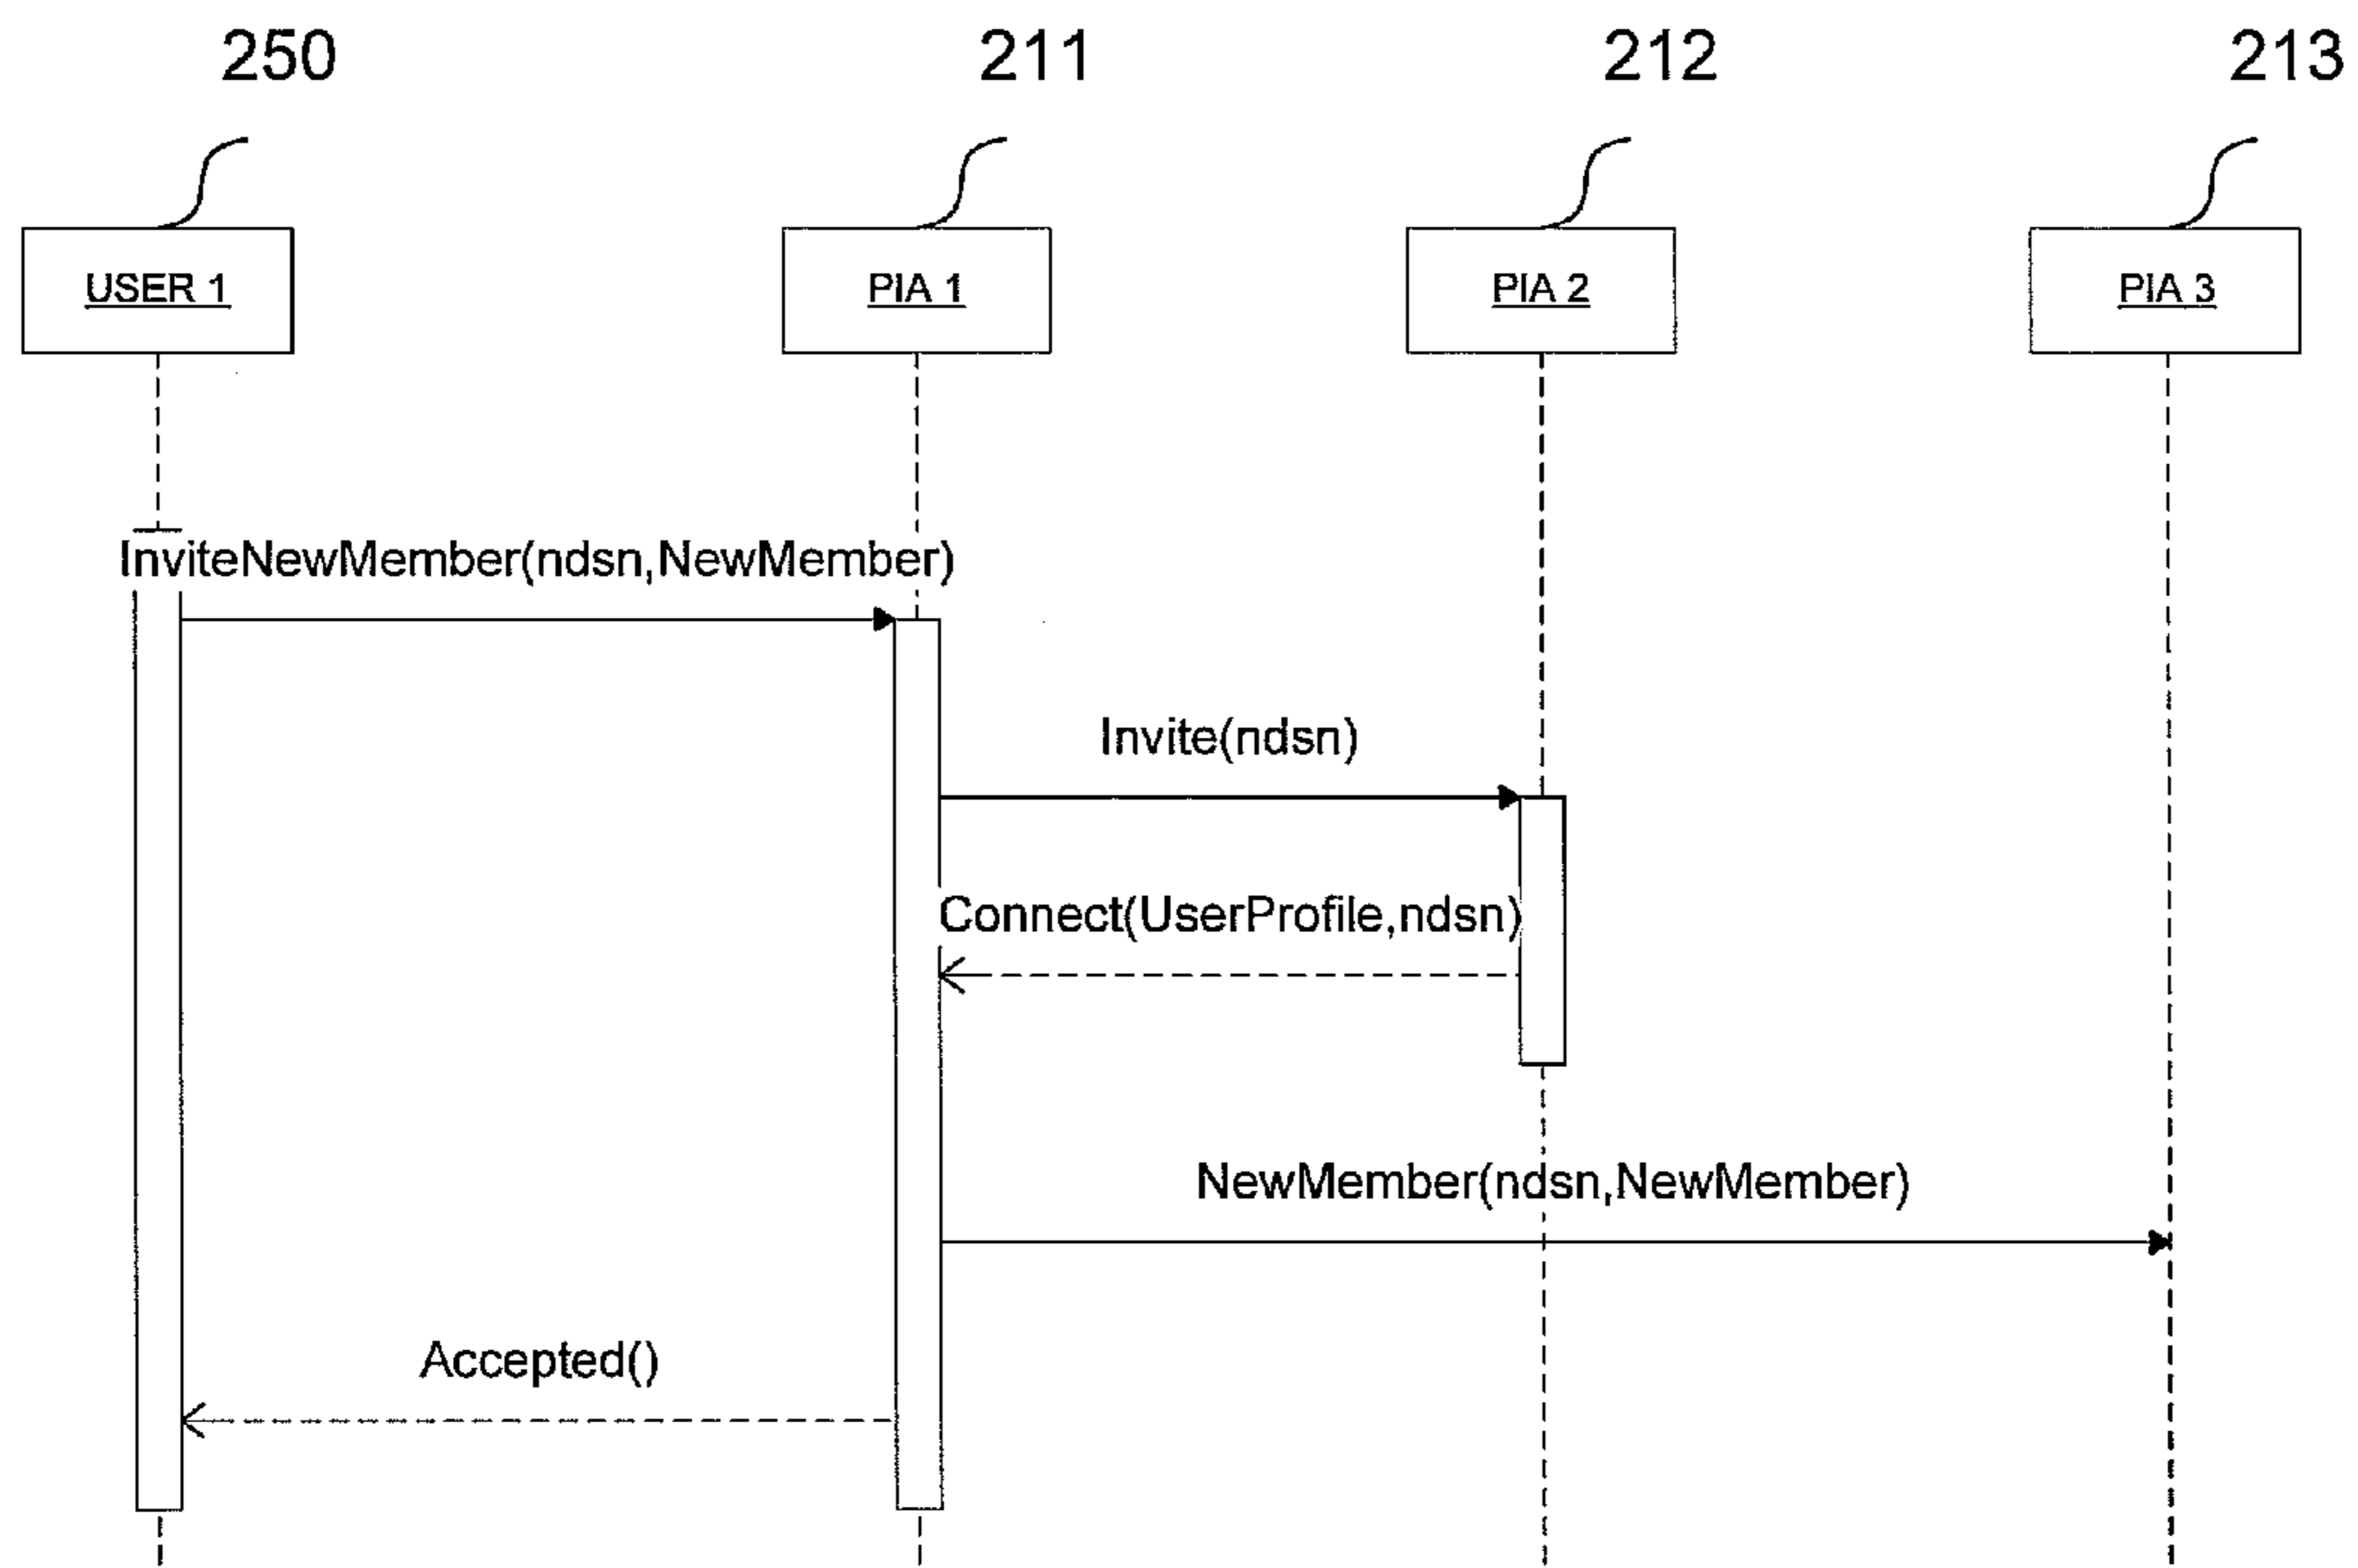 250 211 212 213
USER 1 PIA 1 PIA 2 PIA 3
InviteNewMember(ndsn,NewMember)
Invite(ndsn)
Connect(UserProfile,ndsn)
NewMember(ndsn,NewMember)
Accepted()